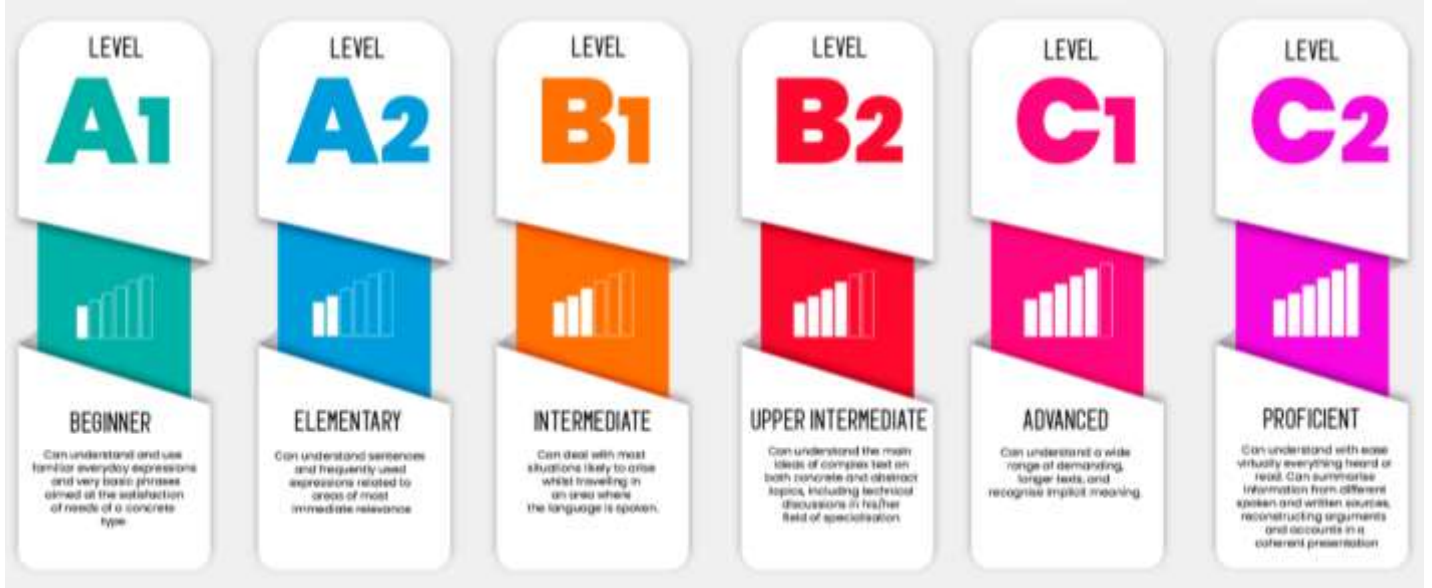 LEVEL
A1
BEGINNER
Can understand and use
familiar everyday expressions
and very basic phrases
aimed at the satisfaction
of needs of a concrete
type.
LEVEL
A2
ELEMENTARY
Can understand sentences
and frequently used
expressions related to
areas of most
immediate relevance
LEVEL
B1
INTERMEDIATE
Can deal with most
situations likely to arise
whilst travelling in
an area where
the language is spoken.
LEVEL
B2
UPPER INTERMEDIATE
Can understand the main
ideas of complex text on
both concrete and abstract
topics, including technical
discussions in his/her
field of specialisation.
LEVEL
C1
ADVANCED
Can understand a wide
range of demanding,
longer texts, and
recognise implicit meaning.
LEVEL
C2
PROFICIENT
Can understand with ease
virtually everything heard or
read. Can summarise
information from different
spoken and written sources,
reconstructing arguments
and accounts in a
coherent presentation